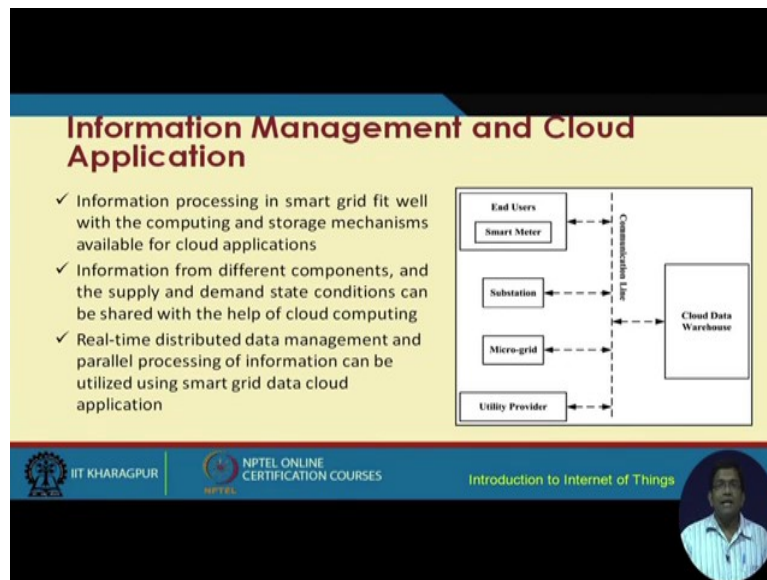 Information Management and Cloud
Application
✓ Information processing in smart grid fit well
with the computing and storage mechanisms
available for cloud applications
✓ Information from different components, and
the supply and demand state conditions can
be shared with the help of cloud computing
✓ Real-time distributed data management and
parallel processing of information can be
utilized using smart grid data cloud
application
End Users
Smart Meter
Substation
Micro-grid
Utility Provider
Communication Line
Cloud Data
Warehouse
IIT KHARAGPUR
NPTEL
NPTEL ONLINE
CERTIFICATION COURSES
Introduction to Internet of Things